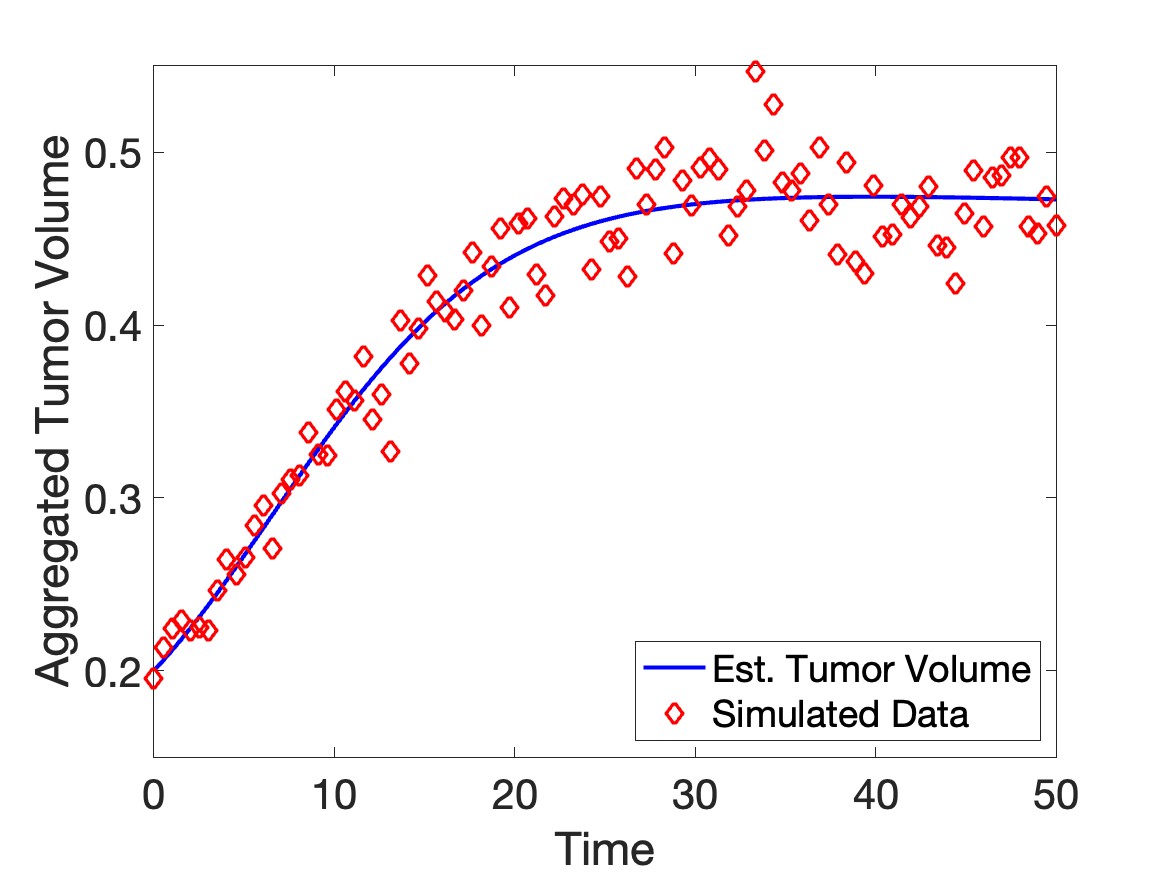 Aggregated Tumor Volume
0.5
0.4
0.3
0.2
Est. Tumor Volume
Simulated Data
0 10 20 30 40 50
Time